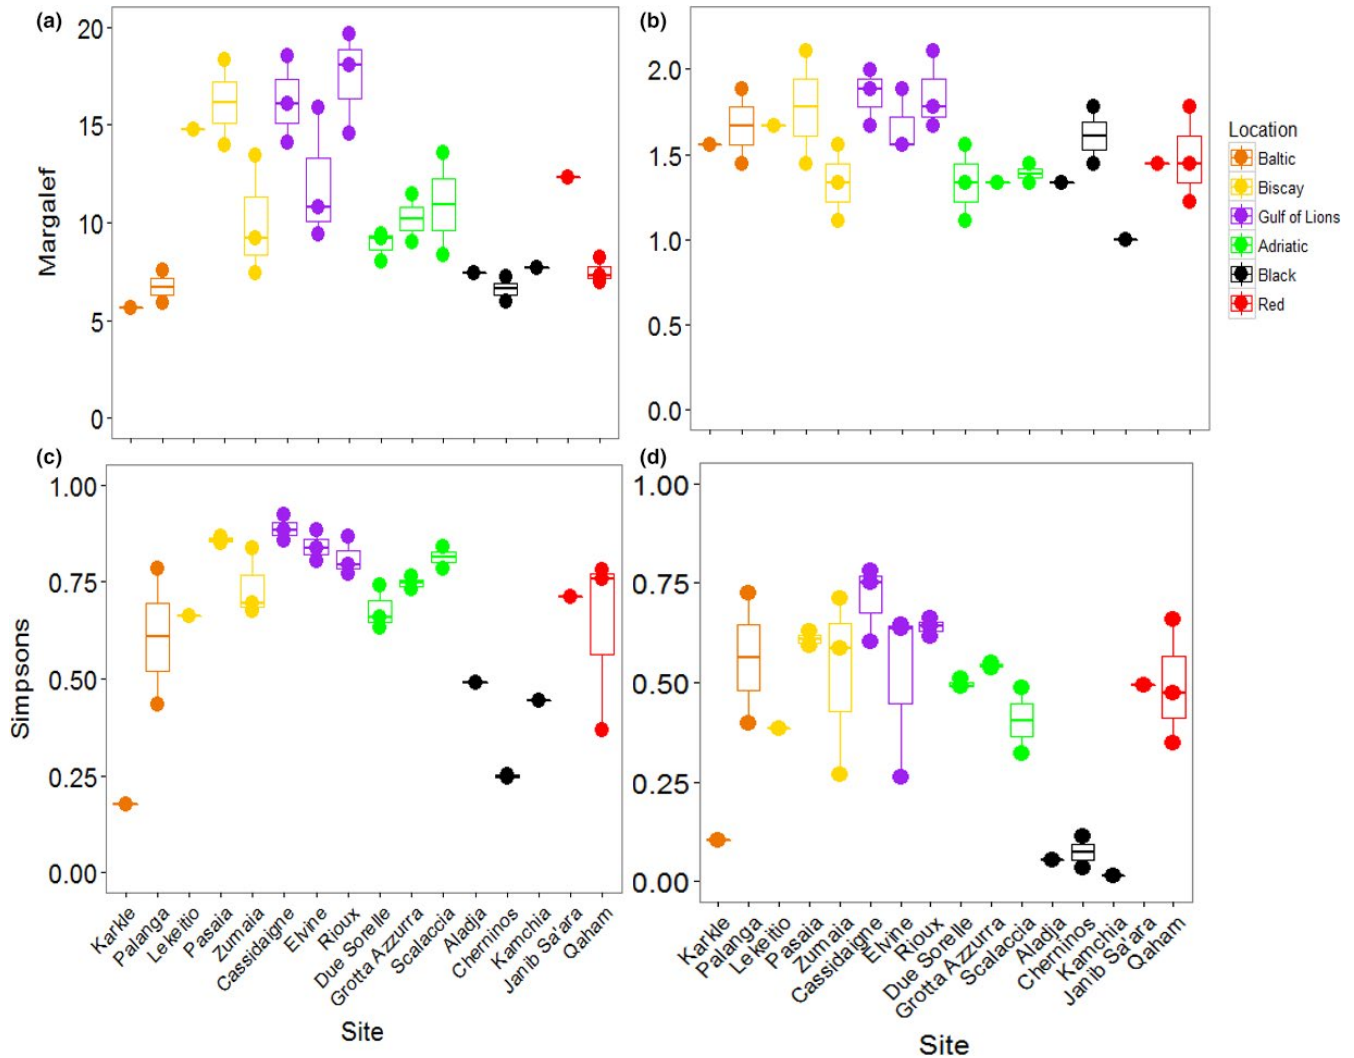 (a)
20
15
10
5
0
Margalef
(b)
2.0
1.5
1.0
0.5
0.0
Location
Baltic
Biscay
Gulf of Lions
Adriatic
Black
Red
(c)
1.00
0.75
0.50
0.25
0.00
Simpsons
Karkle
Palanga
Lekeitio
Pasaia
Zumaia
Cassidaigne
Elvine
Rioux
Due Sorelle
Grotta Azzurra
Scalaccia
Aladja
Cherninos
Kamchia
Janib Sa'ara
Qaham
Site
(d)
1.00
0.75
0.50
0.25
0.00
Karkle
Palanga
Lekeitio
Pasaia
Zumaia
Cassidaigne
Elvine
Rioux
Due Sorelle
Grotta Azzurra
Scalaccia
Aladja
Cherninos
Kamchia
Janib Sa'ara
Qaham
Site